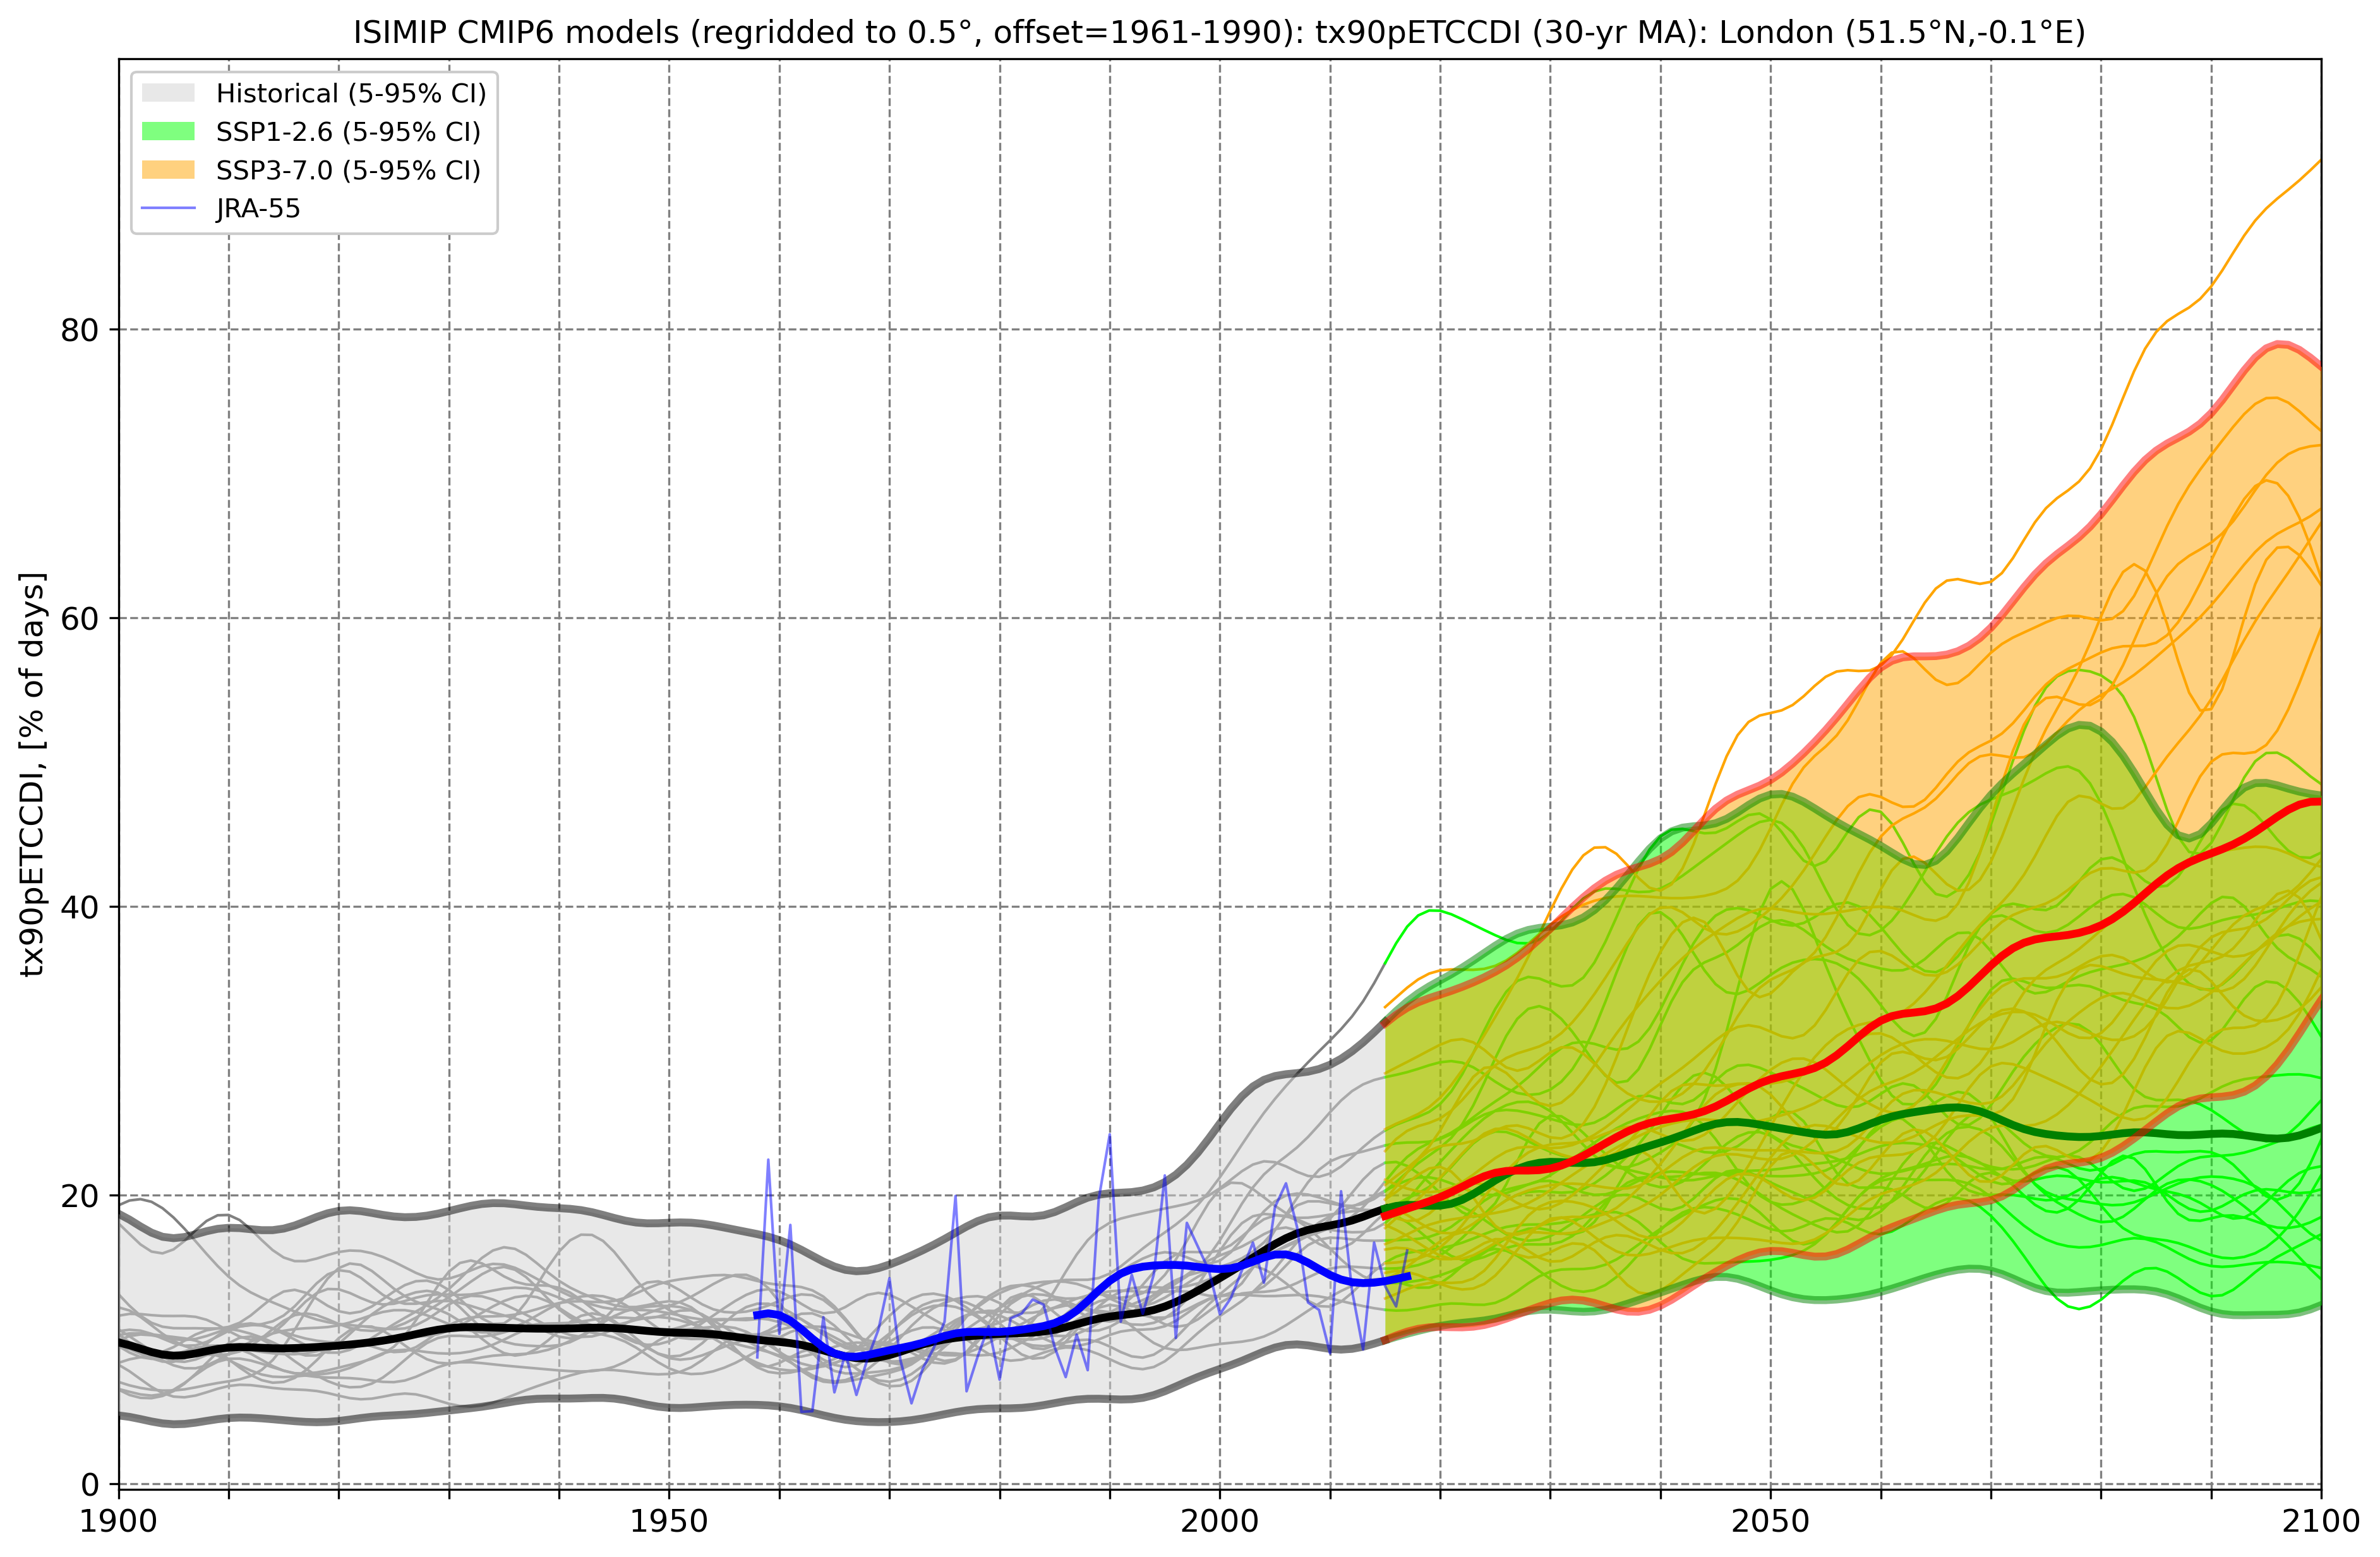 ISIMIP CMIP6 models (regridded to 0.5°, offset=1961-1990): tx90pETCCDI (30-yr MA): London (51.5°N,-0.1°E)
Historical (5-95% CI)
SSP1-2.6 (5-95% CI)
SSP3-7.0 (5-95% CI)
JRA-55
tx90pETCCDI, [% of days]
80
60
40
20
0
1900
1950
2000
2050
2100